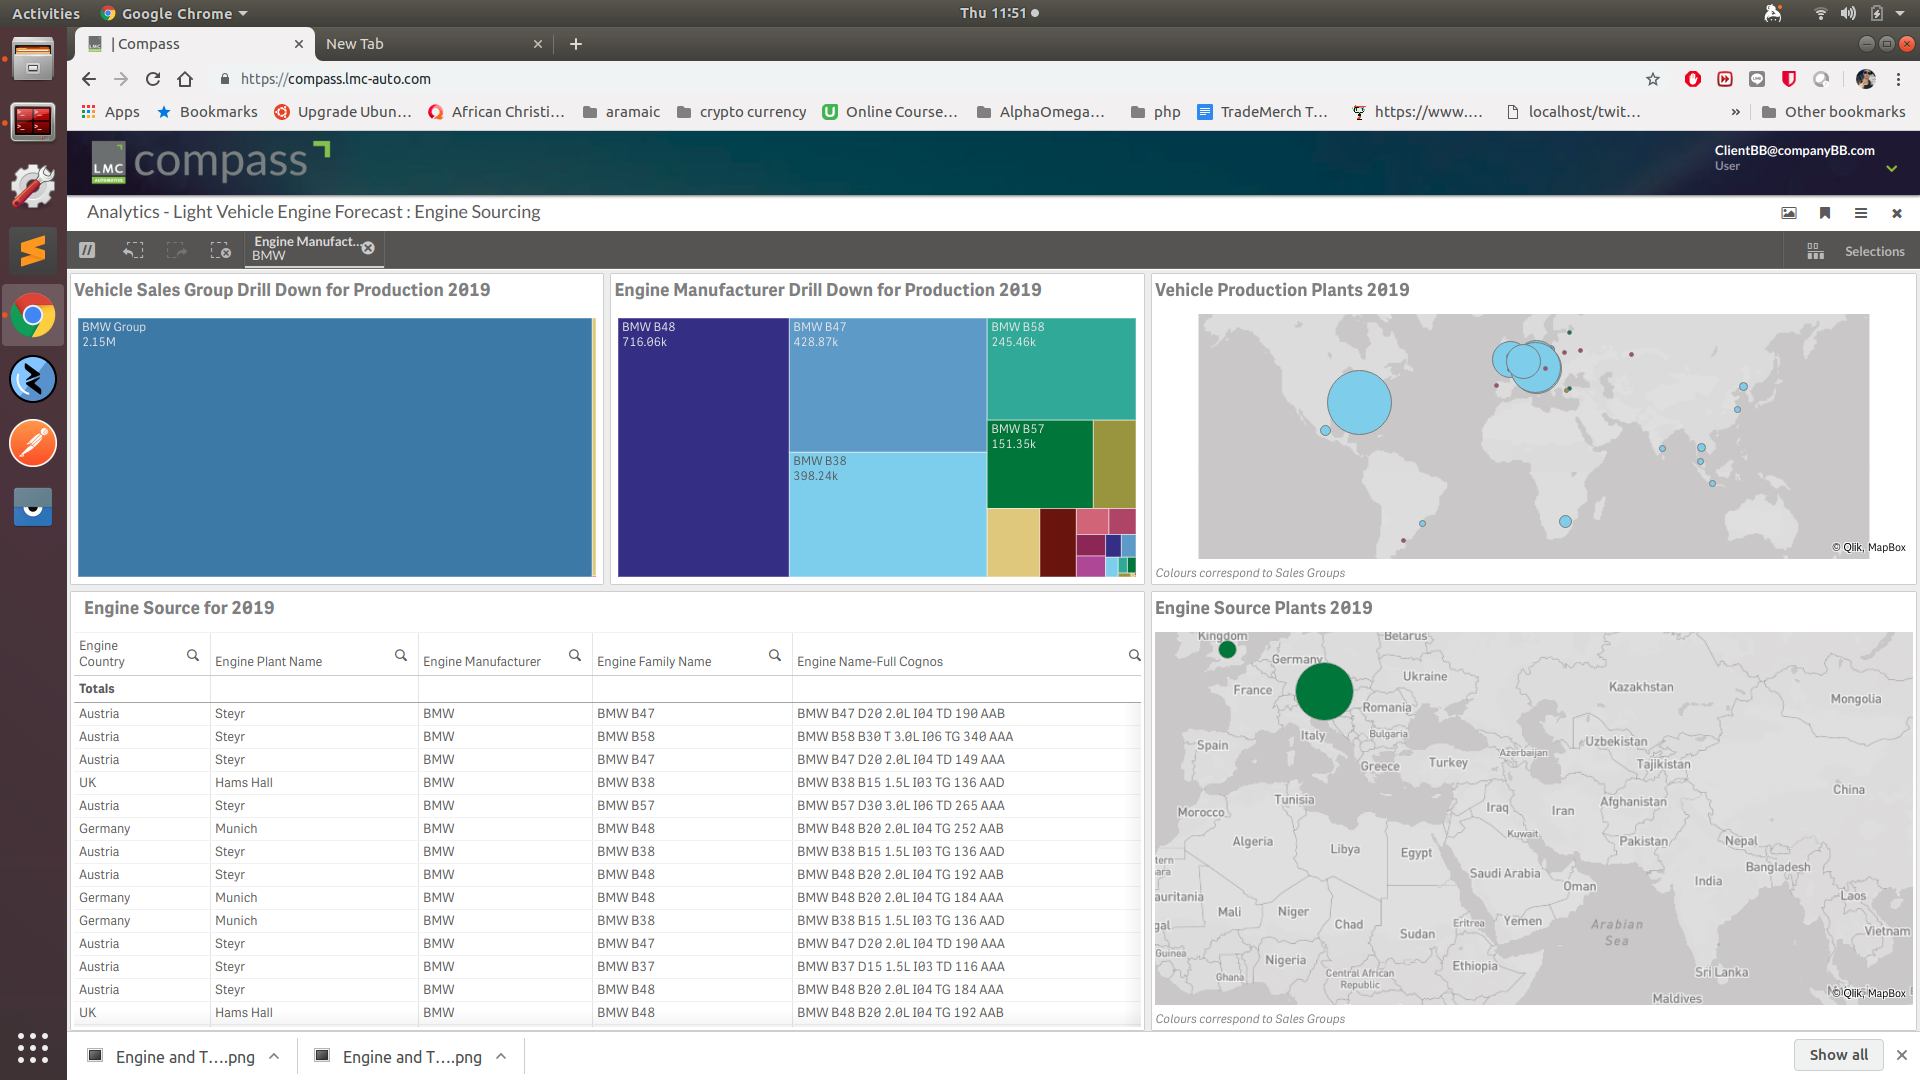 Activities
Google Chrome
Thu 11:51
| Compass
New Tab
https://compass.lmc-auto.com
Apps
Bookmarks
Upgrade Ubun...
African Christi...
aramaic
crypto currency
Online Course...
AlphaOmega...
php
TradeMerch T...
https://www....
localhost/twit...
»
Other bookmarks
LMC
AUTOMOTIVE
compass
ClientBB@companyBB.com
User
Analytics - Light Vehicle Engine Forecast : Engine Sourcing
Engine Manufact...
BMW
Selections
Vehicle Sales Group Drill Down for Production 2019
BMW Group
2.15M
Engine Manufacturer Drill Down for Production 2019
BMW B48
716.06k
BMW B47
428.87k
BMW B38
398.24k
BMW B58
245.46k
BMW B57
151.35k
Vehicle Production Plants 2019
© Qlik, MapBox
Colours correspond to Sales Groups
Engine Source for 2019
Engine Country
Engine Plant Name
Engine Manufacturer
Engine Family Name
Engine Name-Full Cognos
Totals
Austria Steyr BMW BMW B47 BMW B47 D20 2.0L I04 TD 190 AAB
Austria Steyr BMW BMW B58 BMW B58 B30 T 3.0L I06 TG 340 AAA
Austria Steyr BMW BMW B47 BMW B47 D20 2.0L I04 TD 149 AAA
UK Hams Hall BMW BMW B38 BMW B38 B15 1.5L I03 TG 136 AAD
Austria Steyr BMW BMW B57 BMW B57 D30 3.0L I06 TD 265 AAA
Germany Munich BMW BMW B48 BMW B48 B20 2.0L I04 TG 252 AAB
Austria Steyr BMW BMW B38 BMW B38 B15 1.5L I03 TG 136 AAD
Austria Steyr BMW BMW B48 BMW B48 B20 2.0L I04 TG 192 AAB
Germany Munich BMW BMW B48 BMW B48 B20 2.0L I04 TG 184 AAA
Germany Munich BMW BMW B38 BMW B38 B15 1.5L I03 TG 136 AAD
Austria Steyr BMW BMW B47 BMW B47 D20 2.0L I04 TD 190 AAA
Austria Steyr BMW BMW B37 BMW B37 D15 1.5L I03 TD 116 AAA
Austria Steyr BMW BMW B48 BMW B48 B20 2.0L I04 TG 184 AAA
UK Hams Hall BMW BMW B48 BMW B48 B20 2.0L I04 TG 192 AAB
Engine Source Plants 2019
Kingdom
Belarus
Germany
Ukraine
France
Kazakhstan
Mongolia
Romania
Italy
Bulgaria
Spain
Azerbaijan
Uzbekistan
Greece
Turkey
Tajikistan
China
Tunisia
Morocco
Iraq
Iran
Afghanistan
Kuwait
Algeria
Libya
Egypt
Pakistan
Nepal
Bangladesh
Saudi Arabia
India
Oman
Laos
uritania
Mali
Niger
Chad
Eritrea
Yemen
Arabian
Sea
Sudan
Vietnam
Guinea
Nigeria
Ethiopia
Ghana
Central African
Republic
Sri Lanka
Maldives
© Qlik, MapBox
Colours correspond to Sales Groups
Engine and T....png
Engine and T....png
Show all